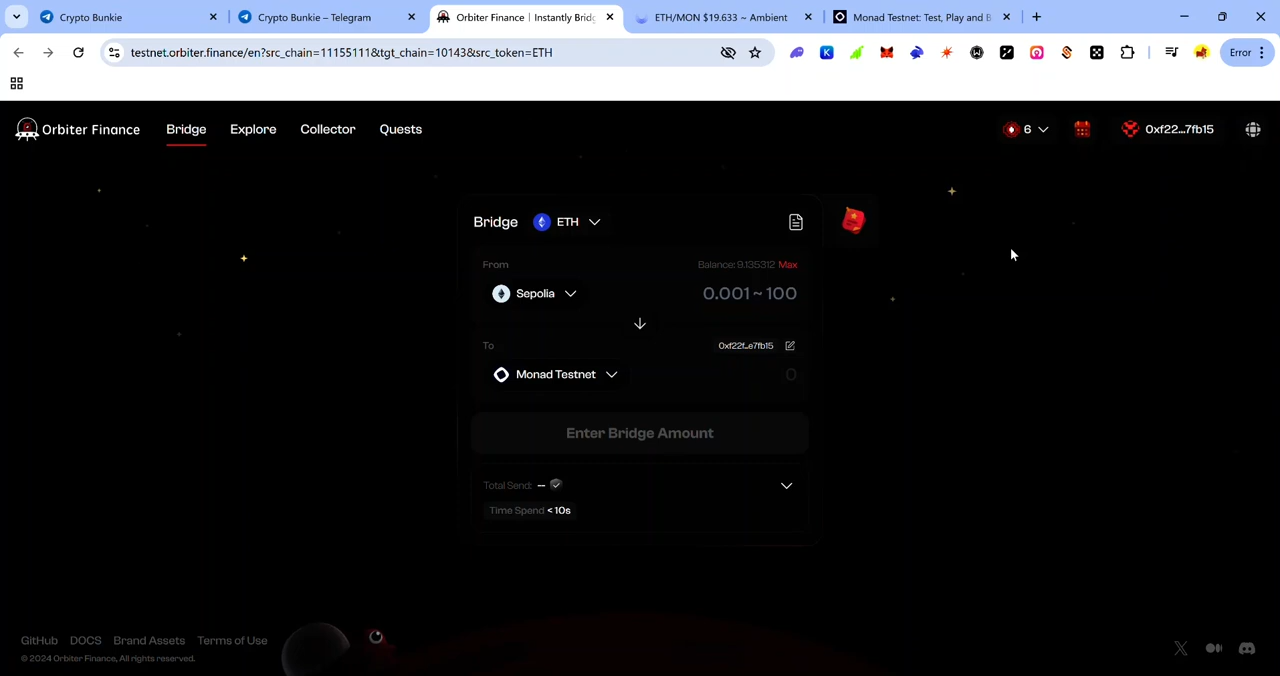 Crypto Bunkie
Crypto Bunkie – Telegram
Orbiter Finance | Instantly Bridg
ETH/MON $19.633 ~ Ambient
Monad Testnet: Test, Play and B
testnet.orbiter.finance/en?src_chain=11155111&tgt_chain=10143&src_token=ETH
Error
Orbiter Finance
Bridge
Explore
Collector
Quests
6
0xf22...7fb15
Bridge
ETH
From
Balance: 9.135312 Max
Sepolia
0.001 ~ 100
To
0xf22f...e7fb15
Monad Testnet
0
Enter Bridge Amount
Total Send: --
Time Spend < 10s
GitHub
DOCS
Brand Assets
Terms of Use
© 2024 Orbiter Finance, All rights reserved.